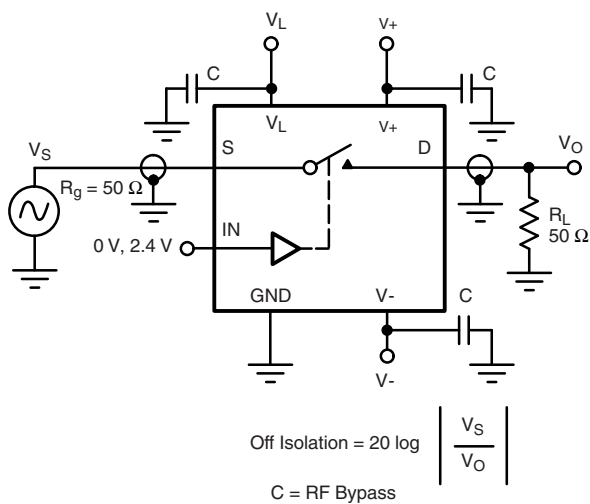 VL
V+
C
C
VL
V+
VS
S
D
VO
Rg = 50 Ω
RL
50 Ω
IN
0 V, 2.4 V
GND
V-
C
V-
Off Isolation = 20 log | VS / VO |
C = RF Bypass